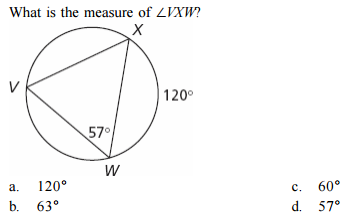 What is the measure of ∠VXW?
X
V
120°
57°
W
a. 120°
b. 63°
c. 60°
d. 57°